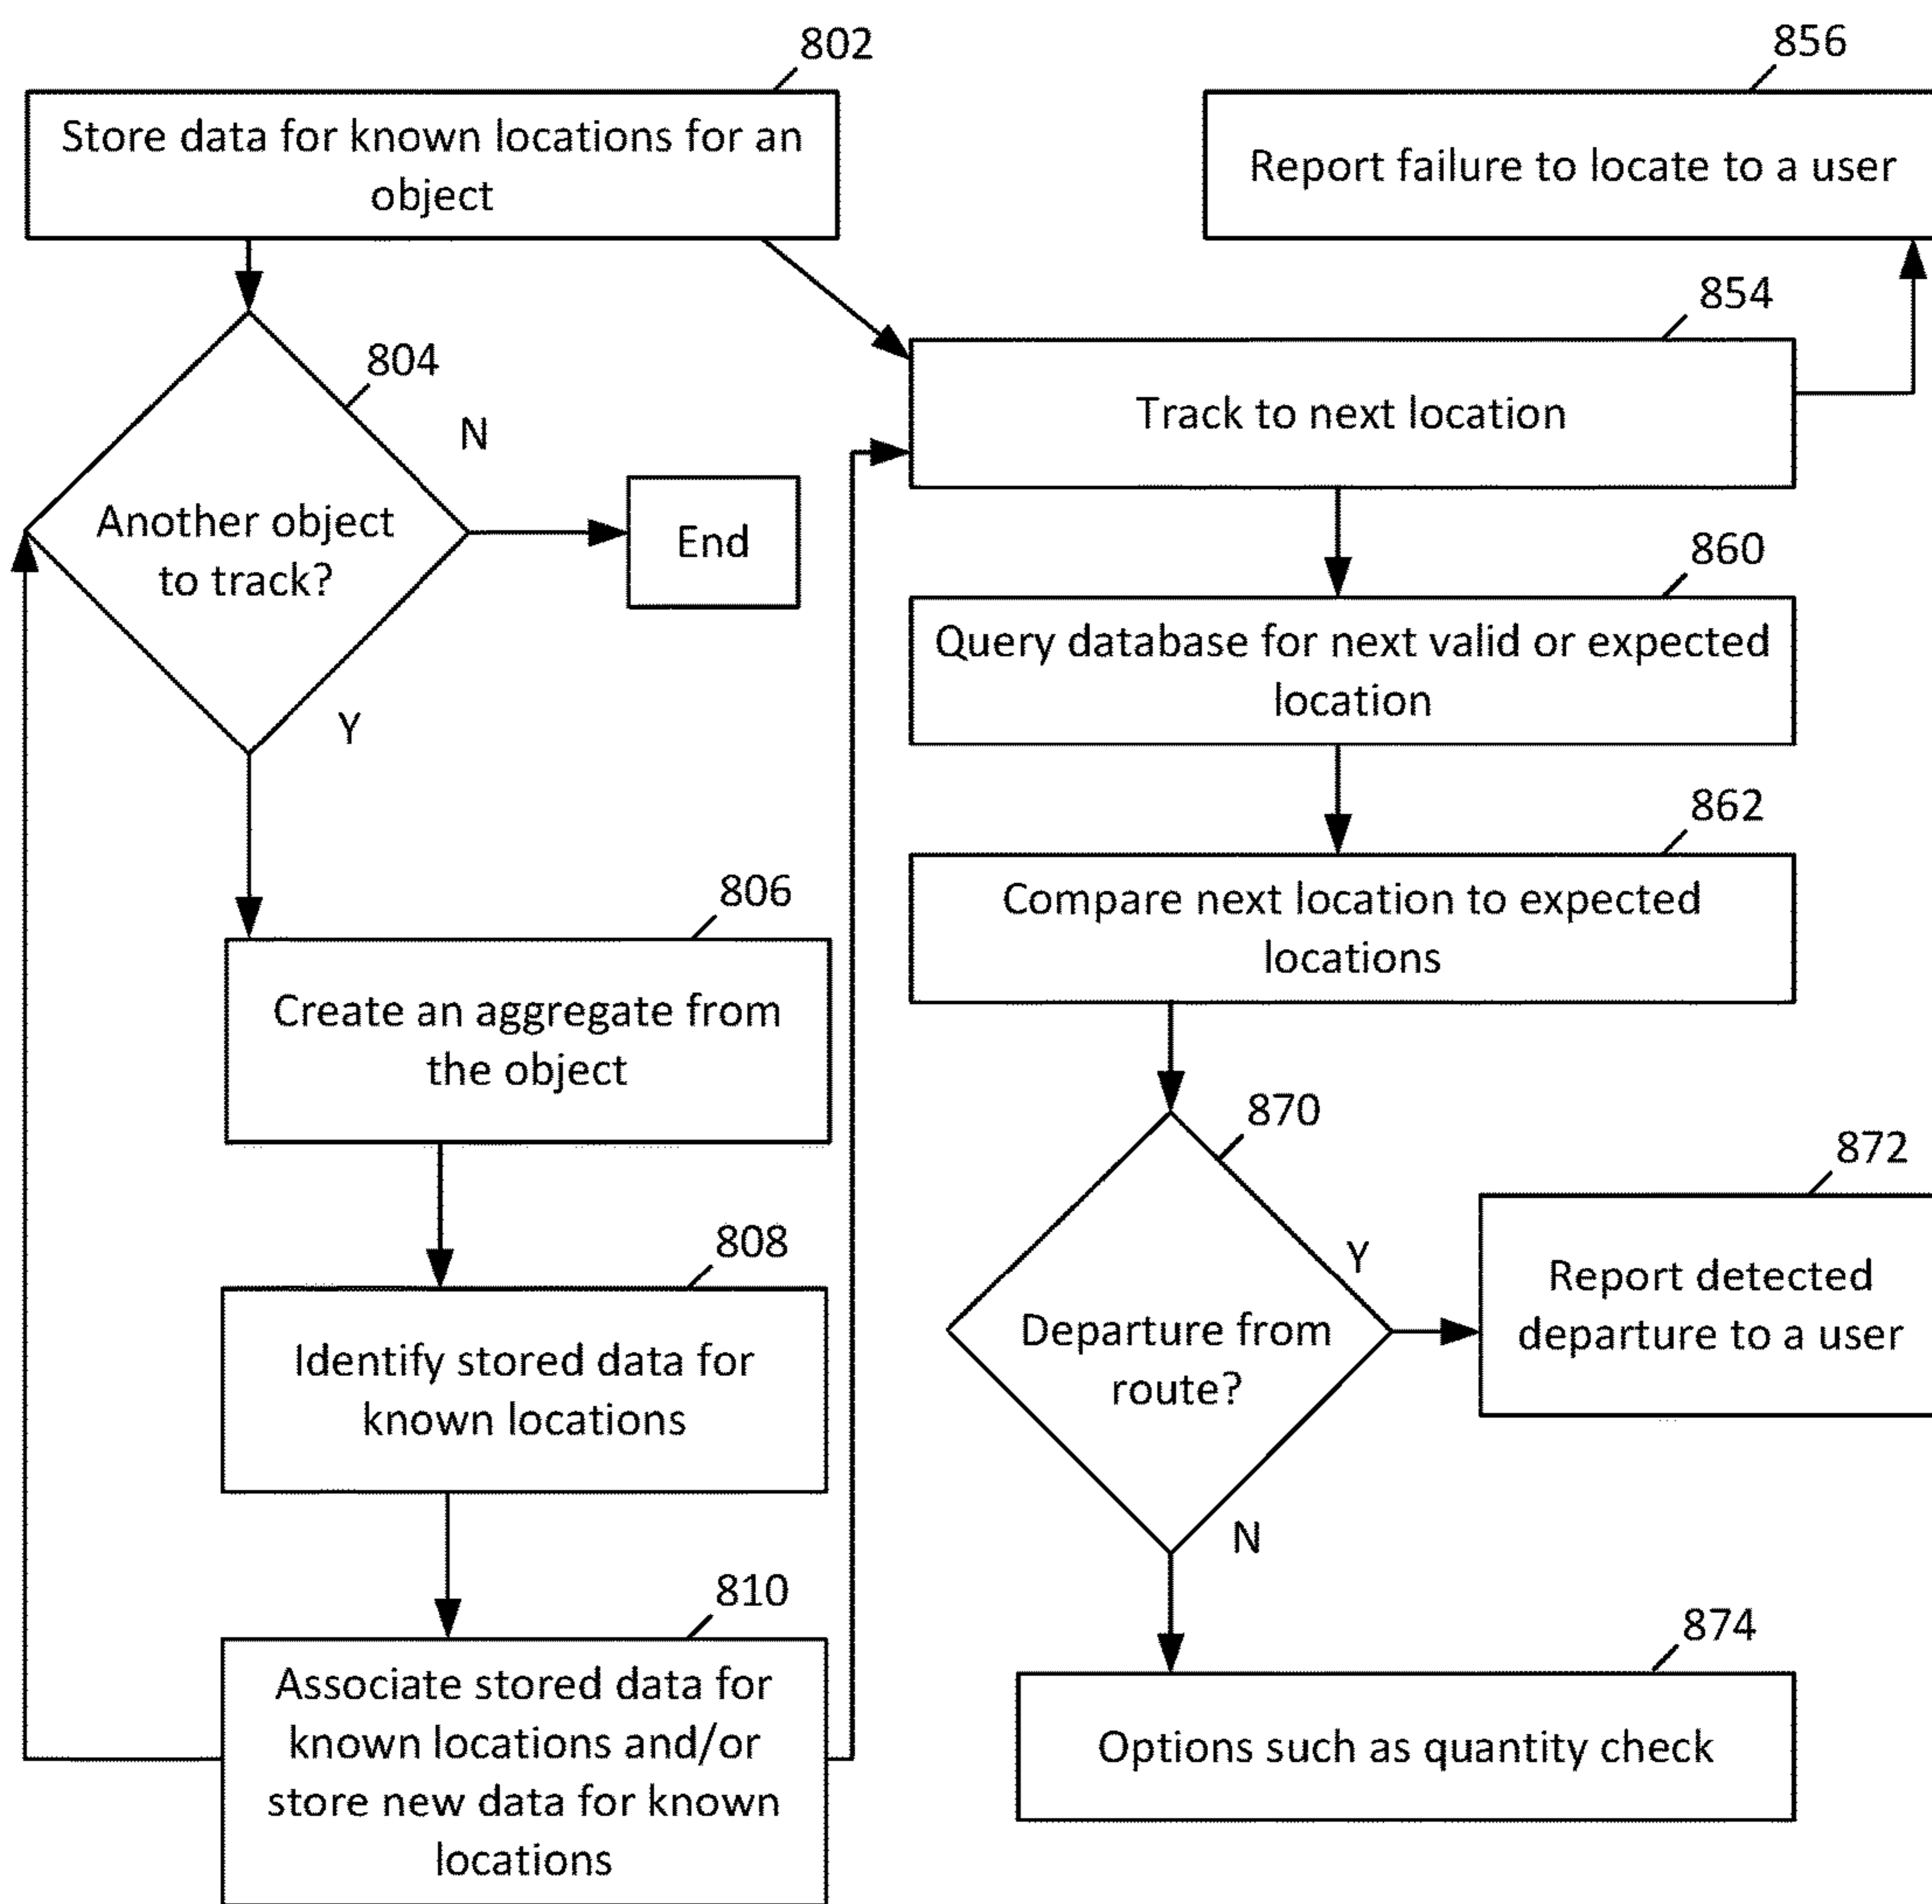 802
Store data for known locations for an
object
804
N
Another object
to track?
End
Y
806
Create an aggregate from
the object
808
Identify stored data for
known locations
810
Associate stored data for
known locations and/or
store new data for known
locations
856
Report failure to locate to a user
854
Track to next location
860
Query database for next valid or expected
location
862
Compare next location to expected
locations
870
Y
Departure from
route?
N
872
Report detected
departure to a user
874
Options such as quantity check